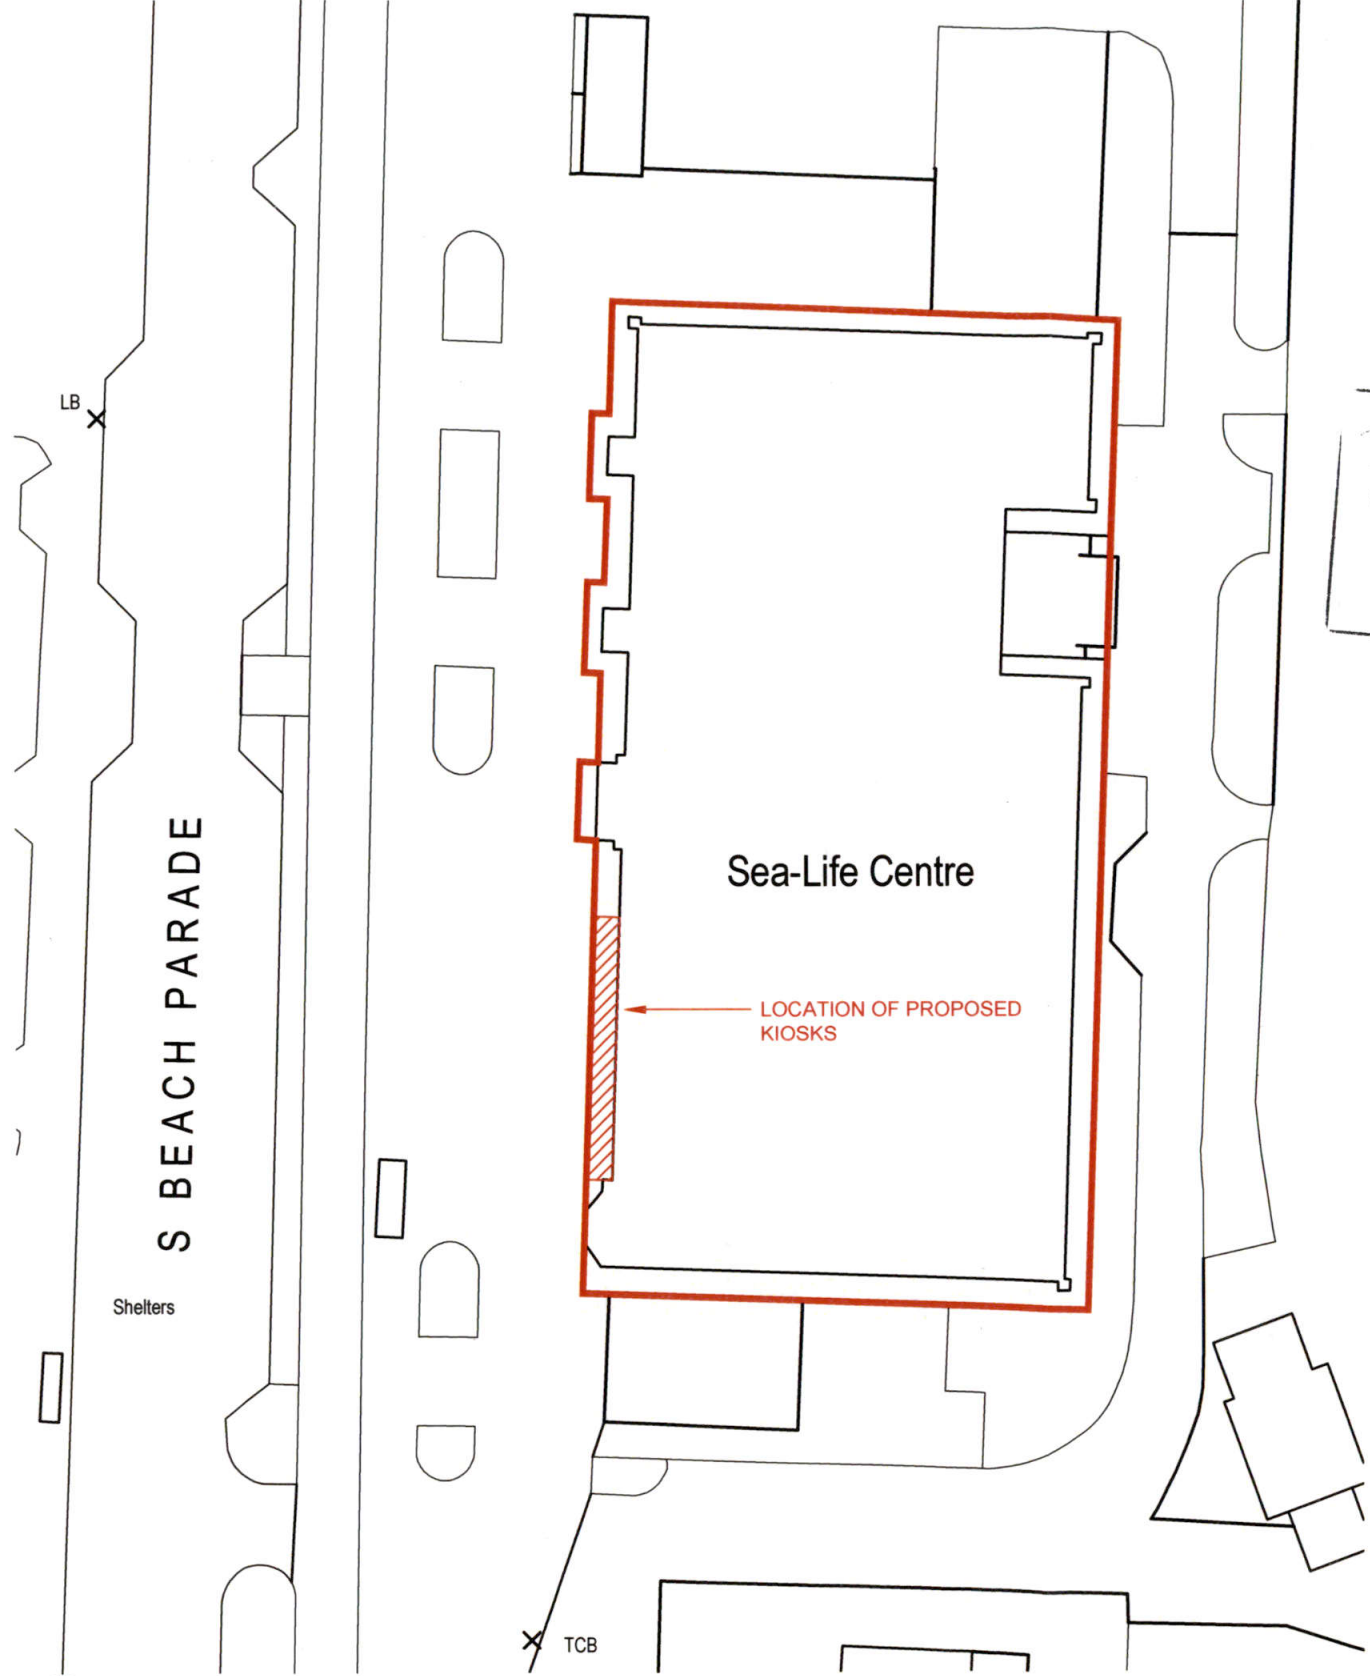 LB
Sea-Life Centre
S BEACH PARADE
LOCATION OF PROPOSED
KIOSKS
Shelters
TCB